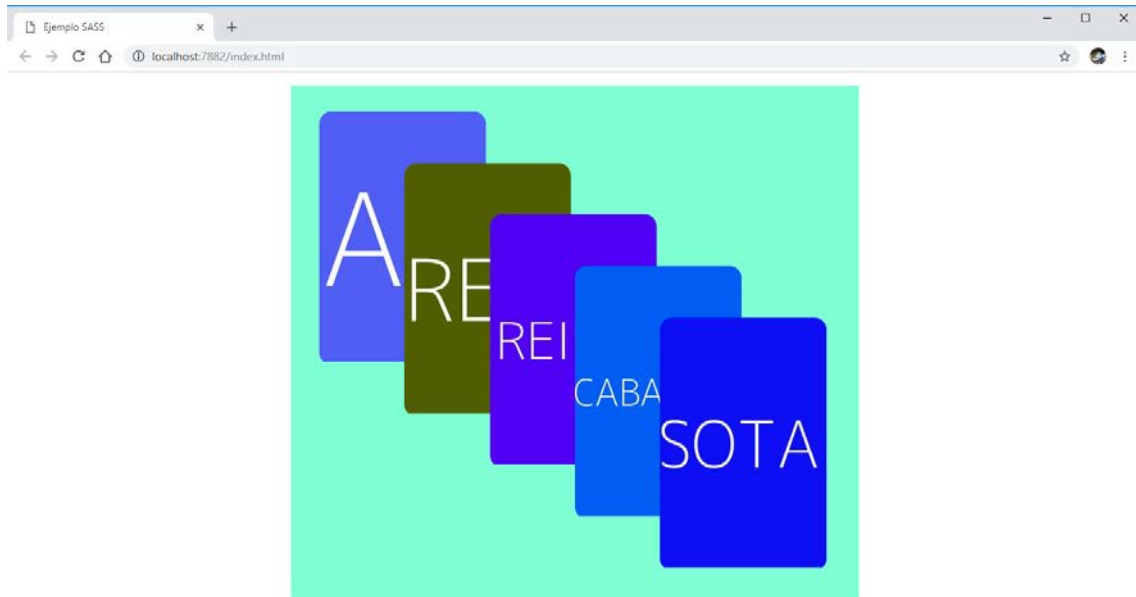 Ejemplo SASS
localhost:7882/index.html
A
RE
REI
CABA
SOTA